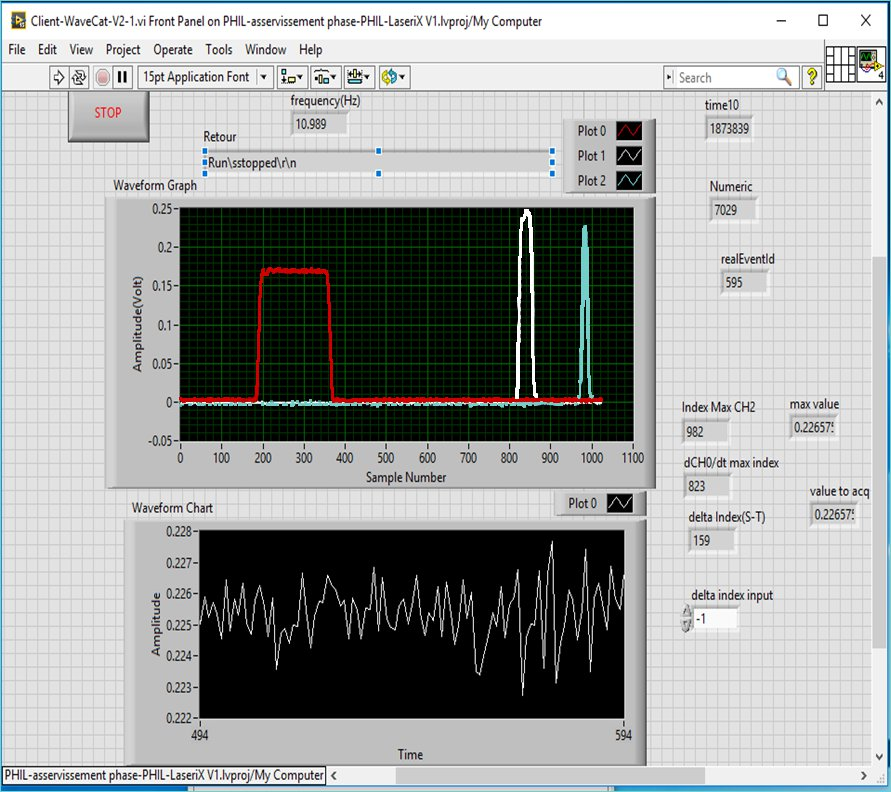 Client-WaveCat-V2-1.vi Front Panel on PHIL-asservissement phase-PHIL-LaseriX V1.lvproj/My Computer
File Edit View Project Operate Tools Window Help
15pt Application Font
Search
?
4
STOP
frequency(Hz)
10.989
time10
1873839
Retour
Run\sstopped\r\n
Plot 0
Plot 1
Plot 2
Numeric
7029
realEventId
595
Waveform Graph
Amplitude(Volt)
0.25
0.2
0.15
0.1
0.05
0
-0.05
0 100 200 300 400 500 600 700 800 900 1000 1100
Sample Number
Index Max CH2
982
max value
0.226575
dCH0/dt max index
823
value to acq
0.226575
delta Index(S-T)
159
delta index input
-1
Waveform Chart
Plot 0
Amplitude
0.228
0.227
0.226
0.225
0.224
0.223
0.222
494 594
Time
PHIL-asservissement phase-PHIL-LaseriX V1.lvproj/My Computer